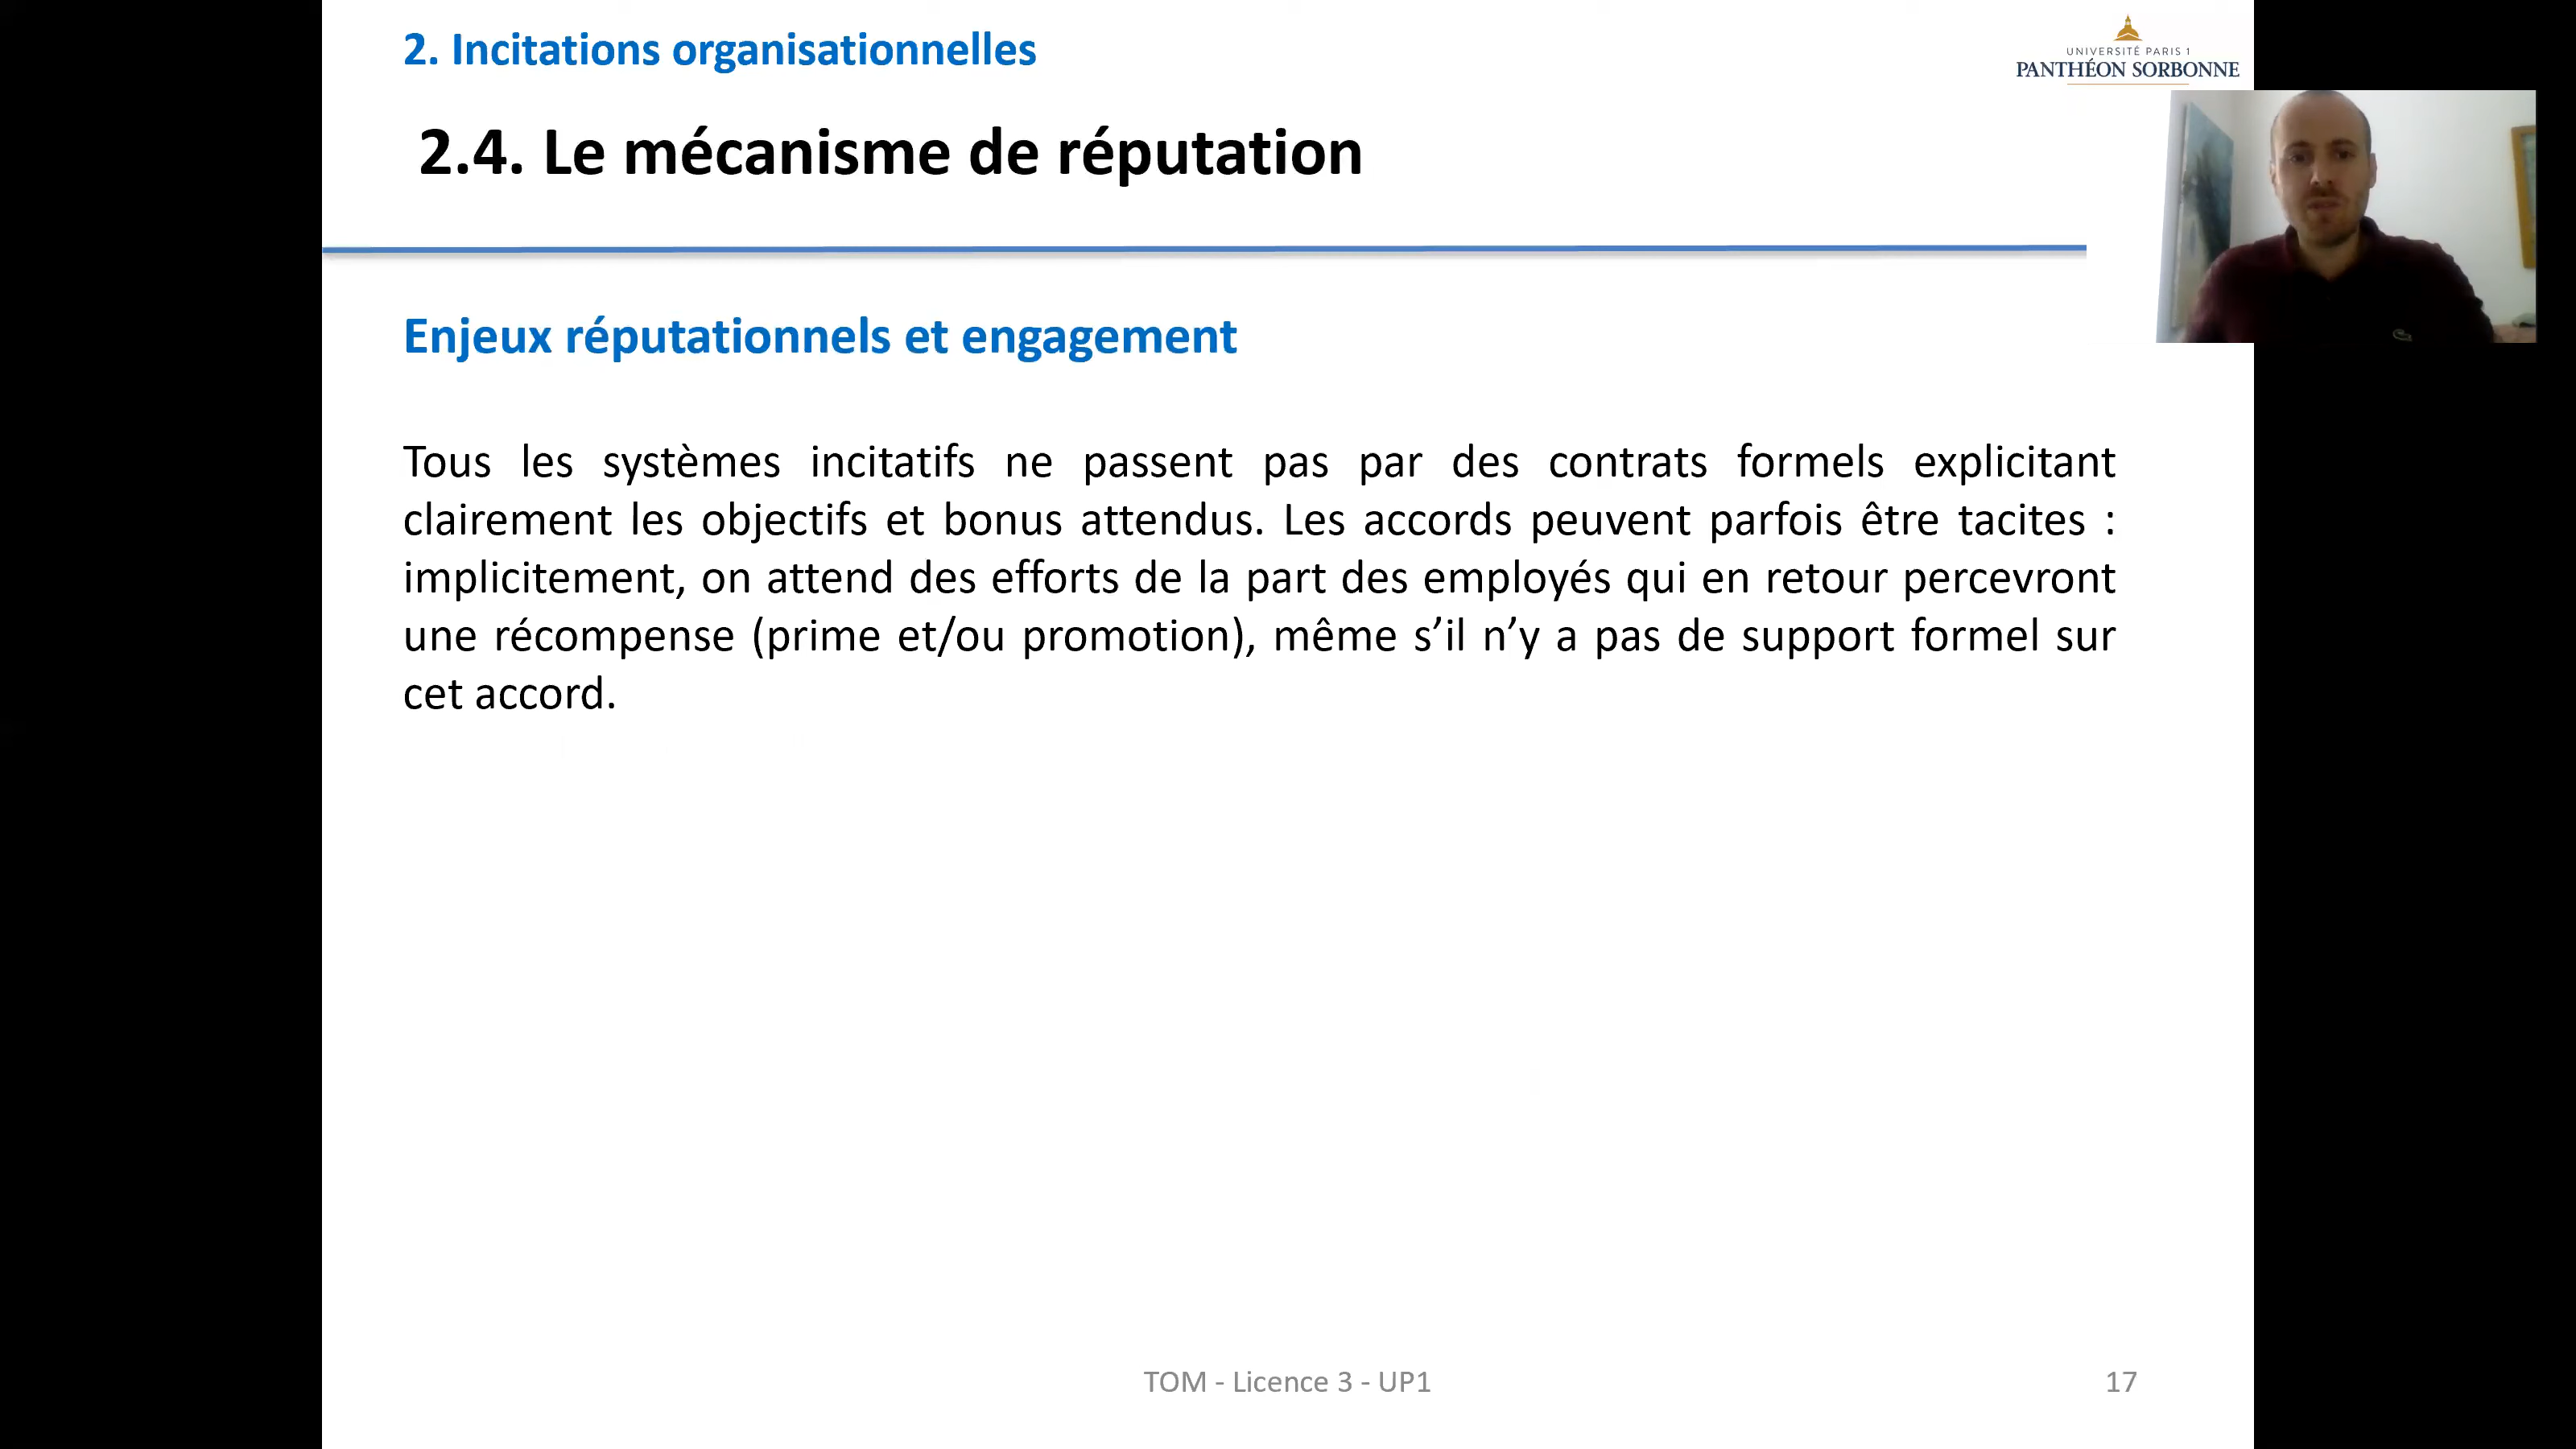 2. Incitations organisationnelles
UNIVERSITÉ PARIS 1
PANTHÉON SORBONNE
2.4. Le mécanisme de réputation
Enjeux réputationnels et engagement
Tous les systèmes incitatifs ne passent pas par des contrats formels explicitant
clairement les objectifs et bonus attendus. Les accords peuvent parfois être tacites :
implicitement, on attend des efforts de la part des employés qui en retour percevront
une récompense (prime et/ou promotion), même s’il n’y a pas de support formel sur
cet accord.
TOM - Licence 3 - UP1
17